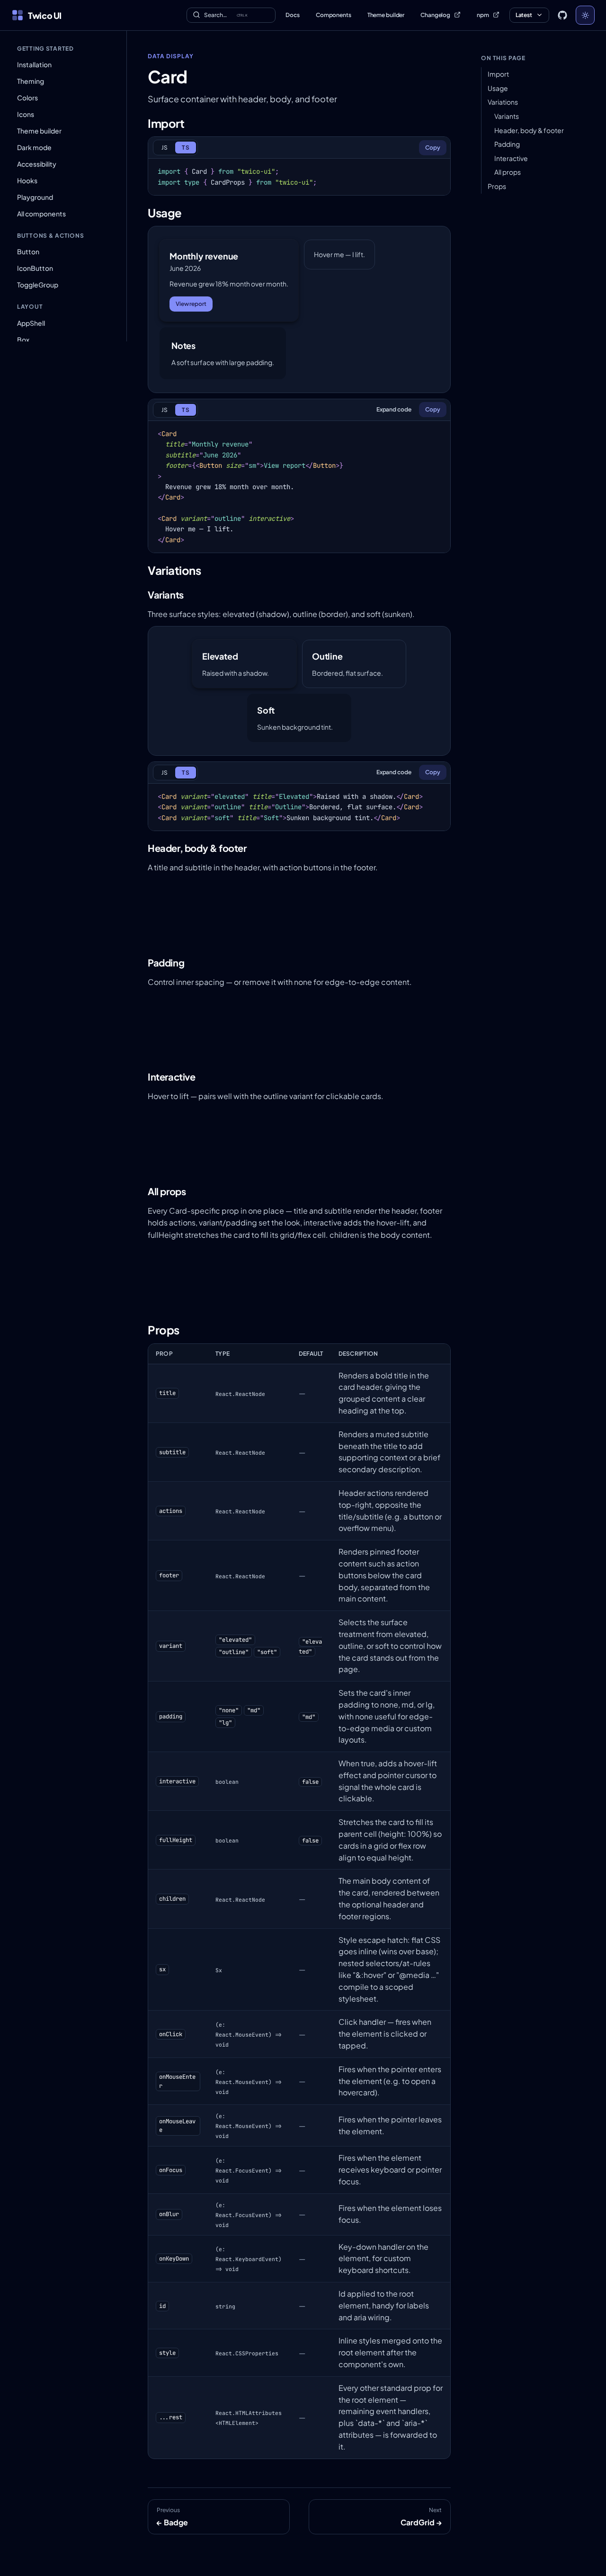 Twico UI
Search... Ctrl K
Docs
Components
Theme builder
Changelog
npm
Latest
GETTING STARTED
Installation
Theming
Colors
Icons
Theme builder
Dark mode
Accessibility
Hooks
Playground
All components
BUTTONS & ACTIONS
Button
IconButton
ToggleGroup
LAYOUT
AppShell
Box
DATA DISPLAY
Card
Surface container with header, body, and footer
Import
JS TS Copy
import { Card } from "twico-ui";
import type { CardProps } from "twico-ui";
Usage
Monthly revenue
June 2026
Revenue grew 18% month over month.
View report
Hover me — I lift.
Notes
A soft surface with large padding.
JS TS Expand code Copy
<Card
title="Monthly revenue"
subtitle="June 2026"
footer={<Button size="sm">View report</Button>}
>
Revenue grew 18% month over month.
</Card>
<Card variant="outline" interactive>
Hover me — I lift.
</Card>
Variations
Variants
Three surface styles: elevated (shadow), outline (border), and soft (sunken).
Elevated
Raised with a shadow.
Outline
Bordered, flat surface.
Soft
Sunken background tint.
JS TS Expand code Copy
<Card variant="elevated" title="Elevated">Raised with a shadow.</Card>
<Card variant="outline" title="Outline">Bordered, flat surface.</Card>
<Card variant="soft" title="Soft">Sunken background tint.</Card>
Header, body & footer
A title and subtitle in the header, with action buttons in the footer.
Padding
Control inner spacing — or remove it with none for edge-to-edge content.
Interactive
Hover to lift — pairs well with the outline variant for clickable cards.
All props
Every Card-specific prop in one place — title and subtitle render the header, footer
holds actions, variant/padding set the look, interactive adds the hover-lift, and
fullHeight stretches the card to fill its grid/flex cell. children is the body content.
Props
PROP TYPE DEFAULT DESCRIPTION
title React.ReactNode — Renders a bold title in the
card header, giving the
grouped content a clear
heading at the top.
subtitle React.ReactNode — Renders a muted subtitle
beneath the title to add
supporting context or a brief
secondary description.
actions React.ReactNode — Header actions rendered
top-right, opposite the
title/subtitle (e.g. a button or
overflow menu).
footer React.ReactNode — Renders pinned footer
content such as action
buttons below the card
body, separated from the
main content.
variant "elevated" "outline" "soft" "elevated" Selects the surface
treatment from elevated,
outline, or soft to control how
the card stands out from the
page.
padding "none" "md" "lg" "md" Sets the card's inner
padding to none, md, or lg,
with none useful for edge-
to-edge media or custom
layouts.
interactive boolean false When true, adds a hover-lift
effect and pointer cursor to
signal the whole card is
clickable.
fullHeight boolean false Stretches the card to fill its
parent cell (height: 100%) so
cards in a grid or flex row
align to equal height.
children React.ReactNode — The main body content of
the card, rendered between
the optional header and
footer regions.
sx Sx — Style escape hatch: flat CSS
goes inline (wins over base);
nested selectors/at-rules
like "&:hover" or "@media …"
compile to a scoped
stylesheet.
onClick (e: React.MouseEvent) => void — Click handler — fires when
the element is clicked or
tapped.
onMouseEnter (e: React.MouseEvent) => void — Fires when the pointer enters
the element (e.g. to open a
hovercard).
onMouseLeave (e: React.MouseEvent) => void — Fires when the pointer leaves
the element.
onFocus (e: React.FocusEvent) => void — Fires when the element
receives keyboard or pointer
focus.
onBlur (e: React.FocusEvent) => void — Fires when the element loses
focus.
onKeyDown (e: React.KeyboardEvent) => void — Key-down handler on the
element, for custom
keyboard shortcuts.
id string — Id applied to the root
element, handy for labels
and aria wiring.
style React.CSSProperties — Inline styles merged onto the
root element after the
component's own.
...rest React.HTMLAttributes<HTMLElement> — Every other standard prop for
the root element —
remaining event handlers,
plus `data-*` and `aria-*`
attributes — is forwarded to
it.
Previous
← Badge
Next
CardGrid →
ON THIS PAGE
Import
Usage
Variations
Variants
Header, body & footer
Padding
Interactive
All props
Props